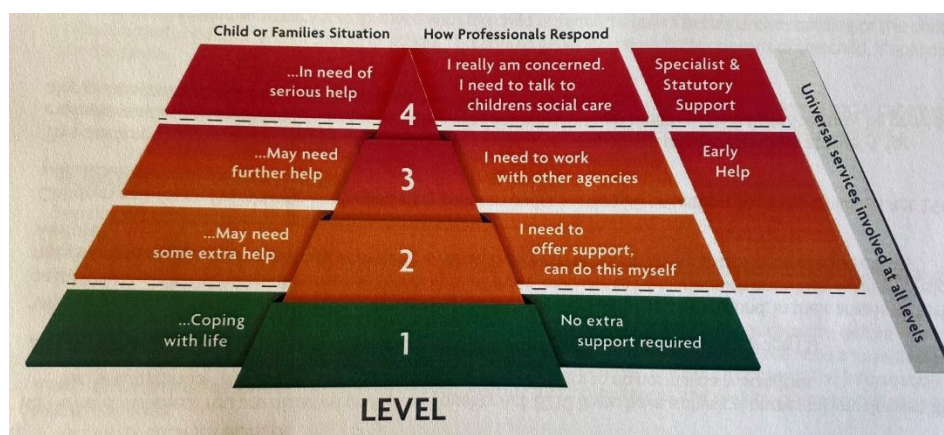 Child or Families Situation
How Professionals Respond
...In need of
serious help
4
I really am concerned.
I need to talk to
childrens social care
Specialist &
Statutory
Support
...May need
further help
3
I need to work
with other agencies
Early
Help
...May need
some extra help
2
I need to
offer support,
can do this myself
...Coping
with life
1
No extra
support required
LEVEL
Universal services involved at all levels